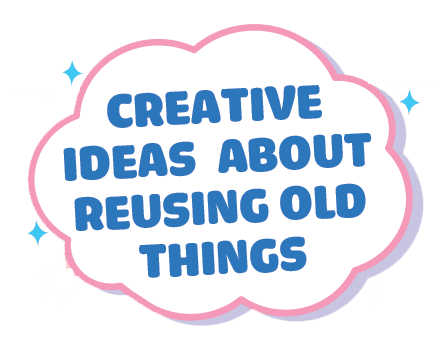 CREATIVE
IDEAS ABOUT
REUSING OLD
THINGS